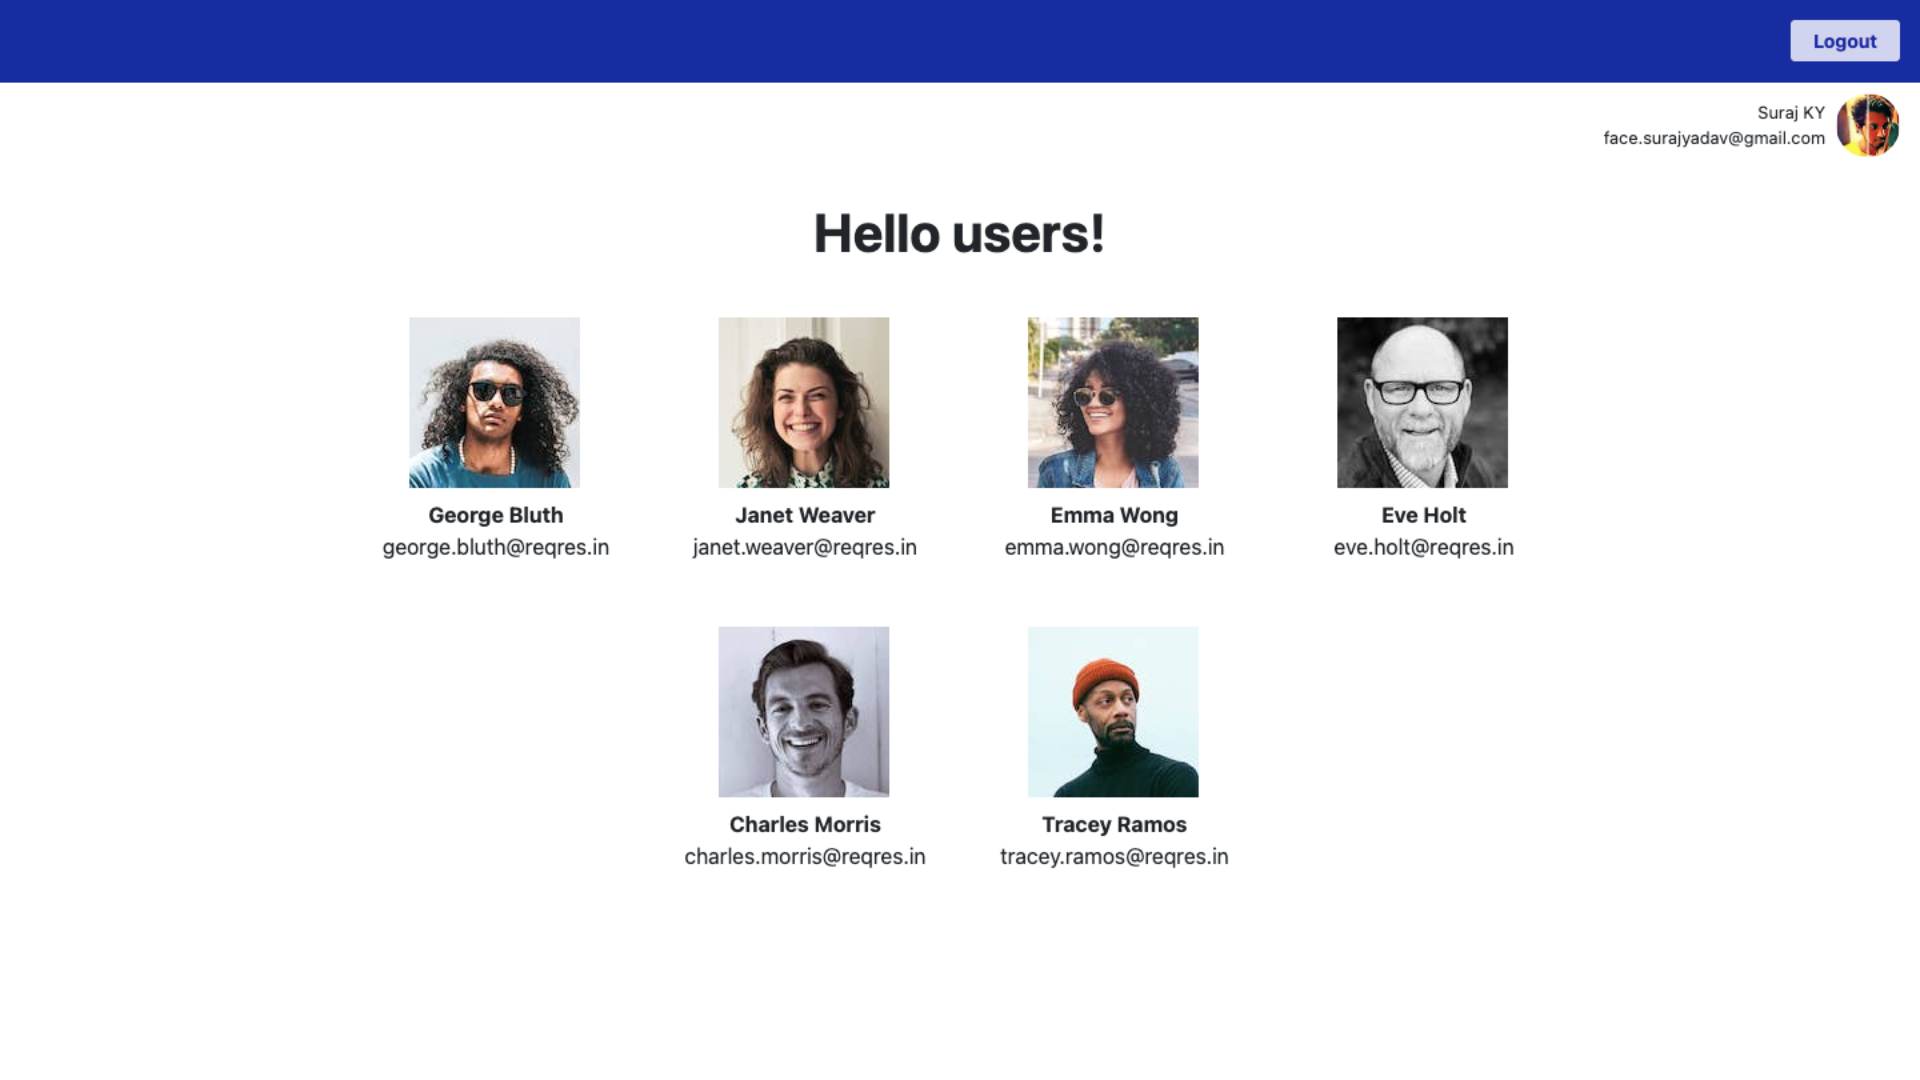 Logout
Suraj KY
face.surajyadav@gmail.com
Hello users!
George Bluth
george.bluth@reqres.in
Janet Weaver
janet.weaver@reqres.in
Emma Wong
emma.wong@reqres.in
Eve Holt
eve.holt@reqres.in
Charles Morris
charles.morris@reqres.in
Tracey Ramos
tracey.ramos@reqres.in